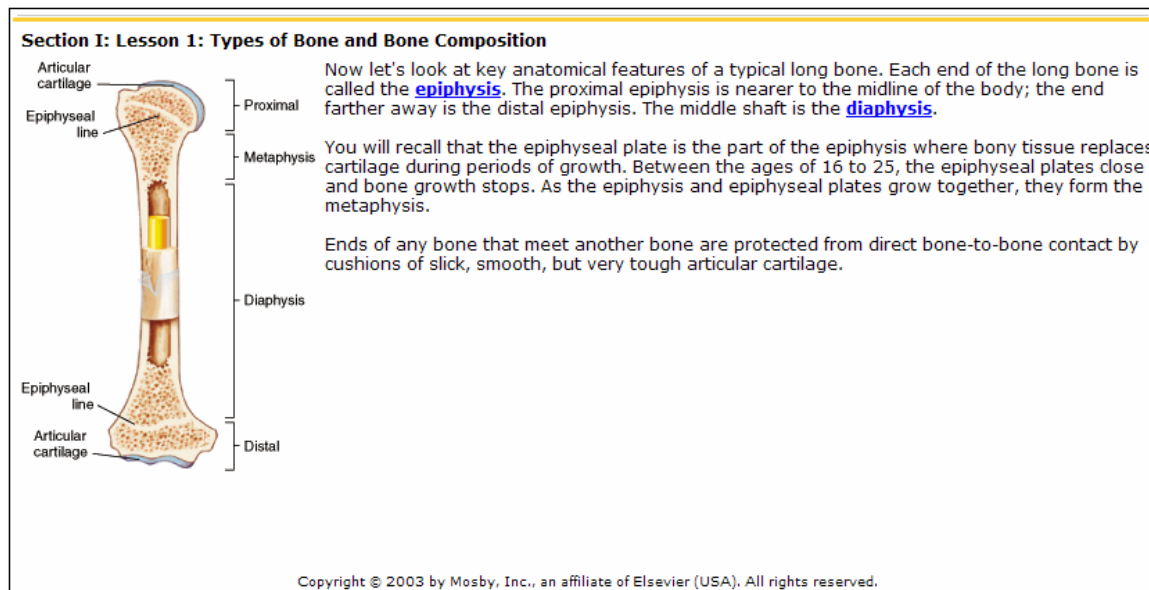 Section I: Lesson 1: Types of Bone and Bone Composition
Articular
cartilage
Epiphyseal
line
Proximal
Metaphysis
Diaphysis
Epiphyseal
line
Articular
cartilage
Distal
Now let's look at key anatomical features of a typical long bone. Each end of the long bone is
called the epiphysis. The proximal epiphysis is nearer to the midline of the body; the end
farther away is the distal epiphysis. The middle shaft is the diaphysis.
You will recall that the epiphyseal plate is the part of the epiphysis where bony tissue replaces
cartilage during periods of growth. Between the ages of 16 to 25, the epiphyseal plates close
and bone growth stops. As the epiphysis and epiphyseal plates grow together, they form the
metaphysis.
Ends of any bone that meet another bone are protected from direct bone-to-bone contact by
cushions of slick, smooth, but very tough articular cartilage.
Copyright © 2003 by Mosby, Inc., an affiliate of Elsevier (USA). All rights reserved.